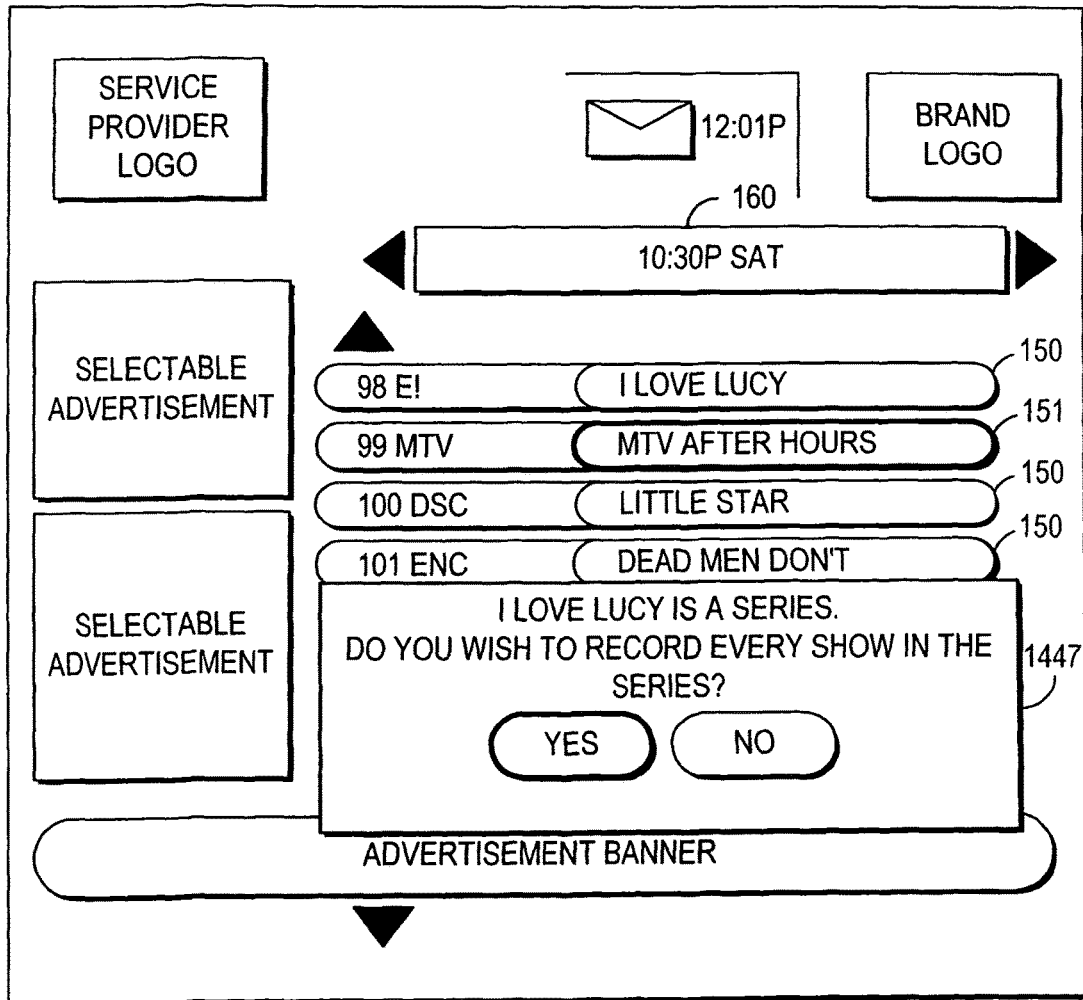 SERVICE
PROVIDER
LOGO
12:01P
BRAND
LOGO
160
10:30P SAT
SELECTABLE
ADVERTISEMENT
150
98 E! I LOVE LUCY
151
99 MTV MTV AFTER HOURS
150
100 DSC LITTLE STAR
150
101 ENC DEAD MEN DON'T
SELECTABLE
ADVERTISEMENT
I LOVE LUCY IS A SERIES.
DO YOU WISH TO RECORD EVERY SHOW IN THE
SERIES?
1447
YES NO
ADVERTISEMENT BANNER